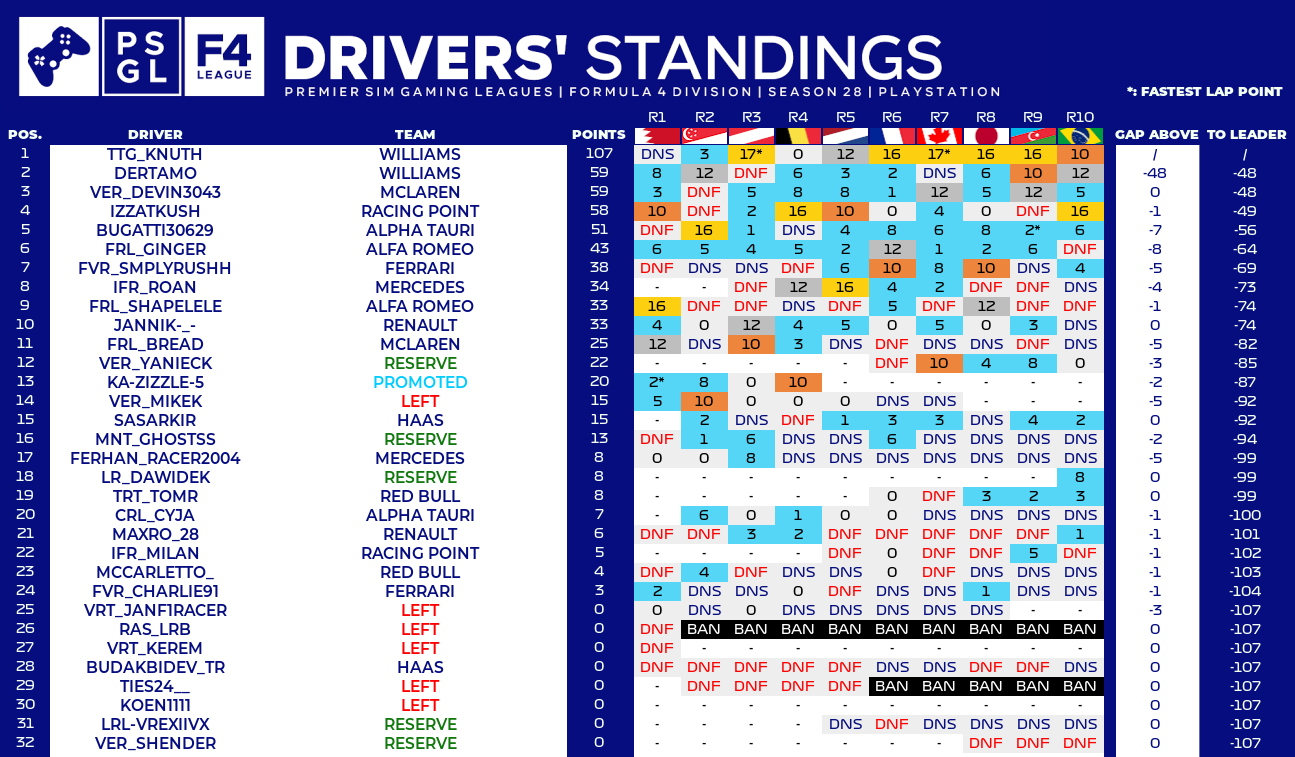 PS
GL
F4
LEAGUE
DRIVERS' STANDINGS
PREMIER SIM GAMING LEAGUES | FORMULA 4 DIVISION | SEASON 28 | PLAYSTATION
*: FASTEST LAP POINT
R1 R2 R3 R4 R5 R6 R7 R8 R9 R10
POS. DRIVER TEAM POINTS GAP ABOVE TO LEADER
1 TTG_KNUTH WILLIAMS 107 DNS 3 17* 0 12 16 17* 16 16 10 / /
2 DERTAMO WILLIAMS 59 8 12 DNF 6 3 2 DNS 6 10 12 -48 -48
3 VER_DEVIN3043 MCLAREN 59 3 DNF 5 8 8 1 12 5 12 5 0 -48
4 IZZATKUSH RACING POINT 58 10 DNF 2 16 10 0 4 0 DNF 16 -1 -49
5 BUGATTI30629 ALPHA TAURI 51 DNF 16 1 DNS 4 8 6 8 2* 6 -7 -56
6 FRL_GINGER ALFA ROMEO 43 6 5 4 5 2 12 1 2 6 DNF -8 -64
7 FVR_SMPLYRUSHH FERRARI 38 DNF DNS DNS DNF 6 10 8 10 DNS 4 -5 -69
8 IFR_ROAN MERCEDES 34 - - DNF 12 16 4 2 DNF DNF DNS -4 -73
9 FRL_SHAPELELE ALFA ROMEO 33 16 DNF DNF DNS DNF 5 DNF 12 DNF DNF -1 -74
10 JANNIK-_- RENAULT 33 4 0 12 4 5 0 5 0 3 DNS 0 -74
11 FRL_BREAD MCLAREN 25 12 DNS 10 3 DNS DNF DNS DNS DNF DNS -5 -82
12 VER_YANIECK RESERVE 22 - - - - - DNF 10 4 8 0 -3 -85
13 KA-ZIZZLE-5 PROMOTED 20 2* 8 0 10 - - - - - - -2 -87
14 VER_MIKEK LEFT 15 5 10 0 0 0 DNS DNS - - - -5 -92
15 SASARKIR HAAS 15 - 2 DNS DNF 1 3 3 DNS 4 2 0 -92
16 MNT_GHOSTSS RESERVE 13 DNF 1 6 DNS DNS 6 DNS DNS DNS DNS -2 -94
17 FERHAN_RACER2004 MERCEDES 8 0 0 8 DNS DNS DNS DNS DNS DNS DNS -5 -99
18 LR_DAWIDEK RESERVE 8 - - - - - - - - - 8 0 -99
19 TRT_TOMR RED BULL 8 - - - - - 0 DNF 3 2 3 0 -99
20 CRL_CYJA ALPHA TAURI 7 - 6 0 1 0 0 DNS DNS DNS DNS -1 -100
21 MAXRO_28 RENAULT 6 DNF DNF 3 2 DNF DNF DNF DNF DNF 1 -1 -101
22 IFR_MILAN RACING POINT 5 - - - - DNF 0 DNF DNF 5 DNF -1 -102
23 MCCARLETTO_ RED BULL 4 DNF 4 DNF DNS DNS 0 DNF DNS DNS DNS -1 -103
24 FVR_CHARLIE91 FERRARI 3 2 DNS DNS 0 DNF DNS DNS 1 DNS DNS -1 -104
25 VRT_JANF1RACER LEFT 0 0 DNS 0 DNS DNS DNS DNS DNS - - -3 -107
26 RAS_LRB LEFT 0 DNF BAN BAN BAN BAN BAN BAN BAN BAN BAN 0 -107
27 VRT_KEREM LEFT 0 DNF - - - - - - - - - 0 -107
28 BUDAKBIDEV_TR HAAS 0 DNF DNF DNF DNF DNF DNS DNS DNF DNF DNS 0 -107
29 TIES24__ LEFT 0 - DNF DNF DNF DNF BAN BAN BAN BAN BAN 0 -107
30 KOEN1111 LEFT 0 - - - - - - - - - - 0 -107
31 LRL-VREXIIVX RESERVE 0 - - - - DNS DNF DNS DNS DNS DNS 0 -107
32 VER_SHENDER RESERVE 0 - - - - - - - DNF DNF DNF 0 -107